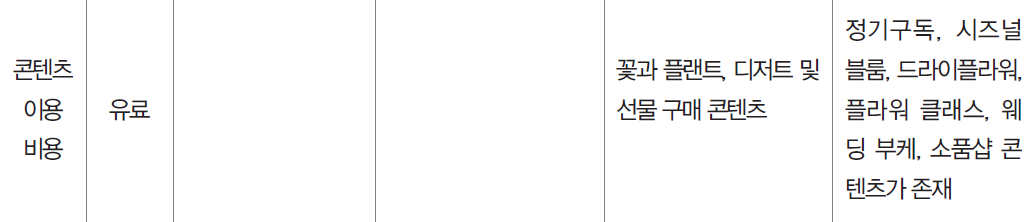 콘텐츠
이용
비용
유료
꽃과 플랜트, 디저트 및
선물 구매 콘텐츠
정기구독, 시즈널
블룸, 드라이플라워,
플라워 클래스, 웨
딩 부케, 소품샵 콘
텐츠가 존재